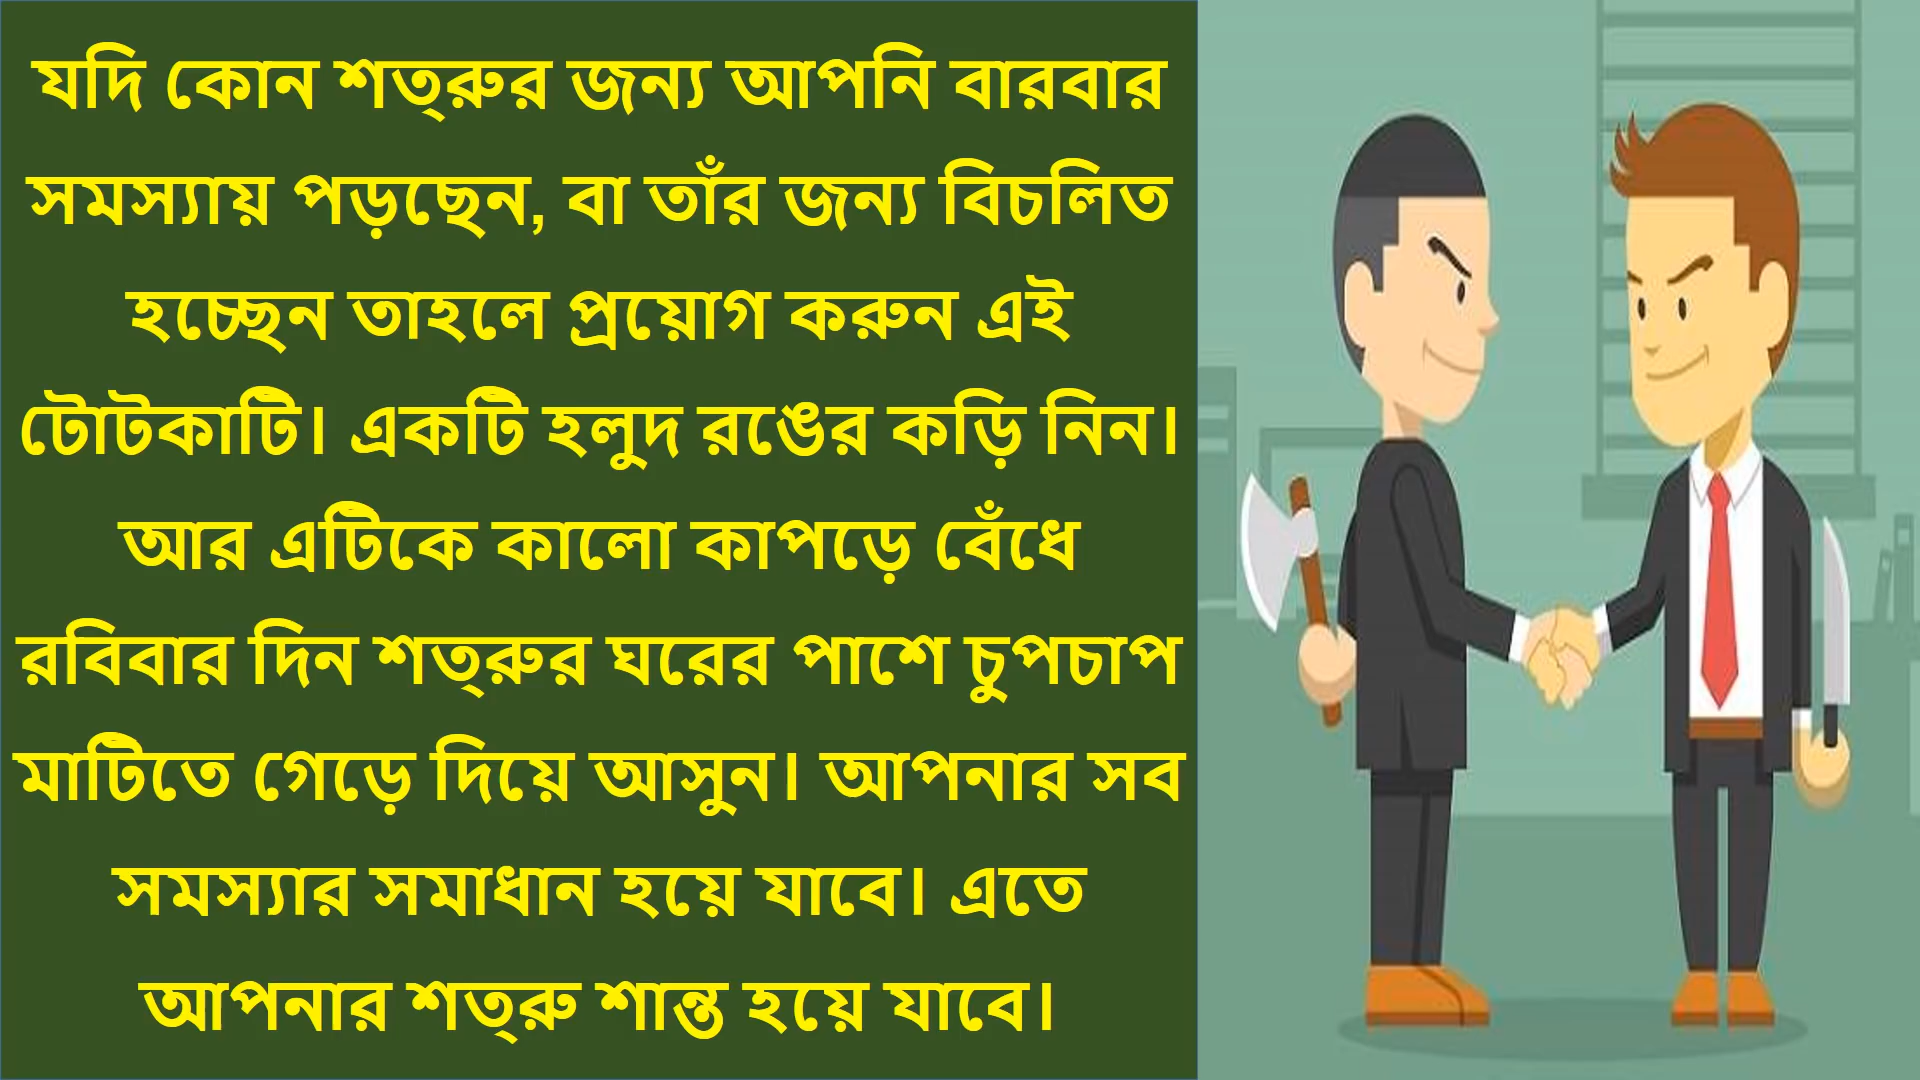 যদি কোন শত্রুর জন্য আপনি বারবার
সমস্যায় পড়ছেন, বা তাঁর জন্য বিচলিত
হচ্ছেন তাহলে প্রয়োগ করুন এই
টোটকাটি। একটি হলুদ রঙের কড়ি নিন।
আর এটিকে কালো কাপড়ে বেঁধে
রবিবার দিন শত্রুর ঘরের পাশে চুপচাপ
মাটিতে গেড়ে দিয়ে আসুন। আপনার সব
সমস্যার সমাধান হয়ে যাবে। এতে
আপনার শত্রু শান্ত হয়ে যাবে।